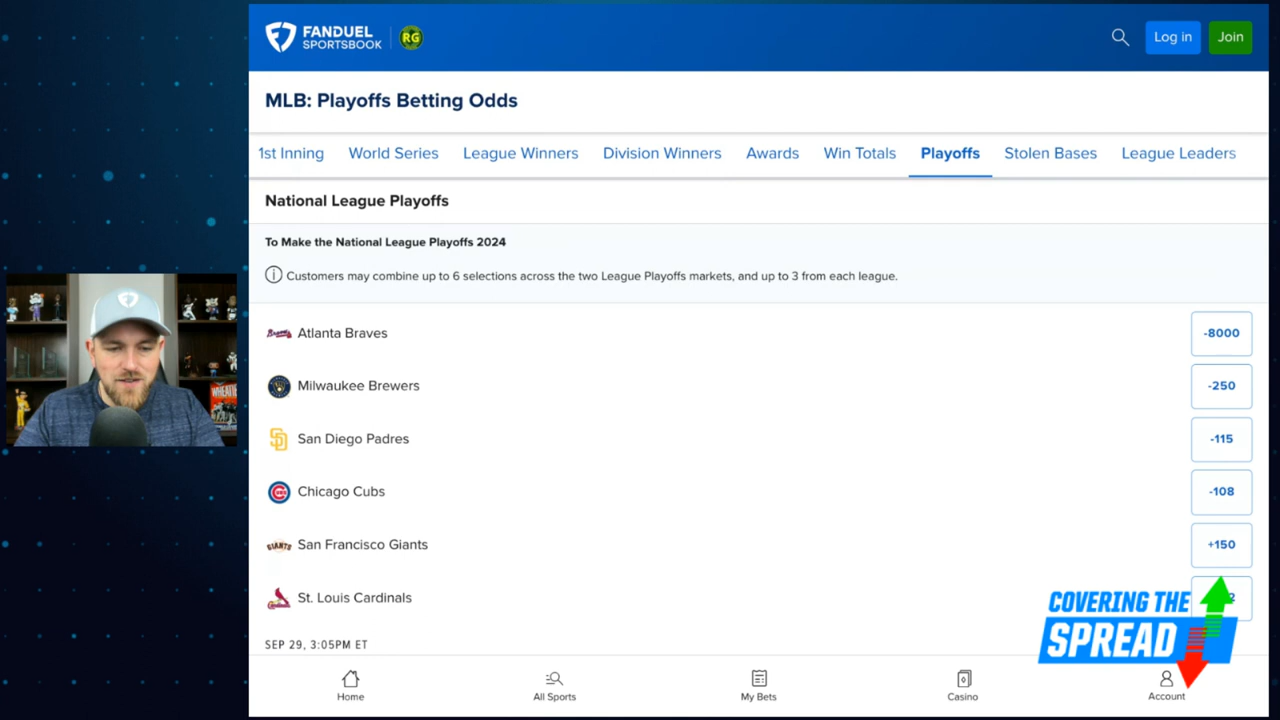 FANDUEL
SPORTSBOOK
RG
Log in
Join
MLB: Playoffs Betting Odds
1st Inning World Series League Winners Division Winners Awards Win Totals Playoffs Stolen Bases League Leaders
National League Playoffs
To Make the National League Playoffs 2024
Customers may combine up to 6 selections across the two League Playoffs markets, and up to 3 from each league.
Atlanta Braves -8000
Milwaukee Brewers -250
San Diego Padres -115
Chicago Cubs -108
GIANTS San Francisco Giants +150
St. Louis Cardinals
COVERING THE
SPREAD
SEP 29, 3:05PM ET
Home All Sports My Bets Casino Account